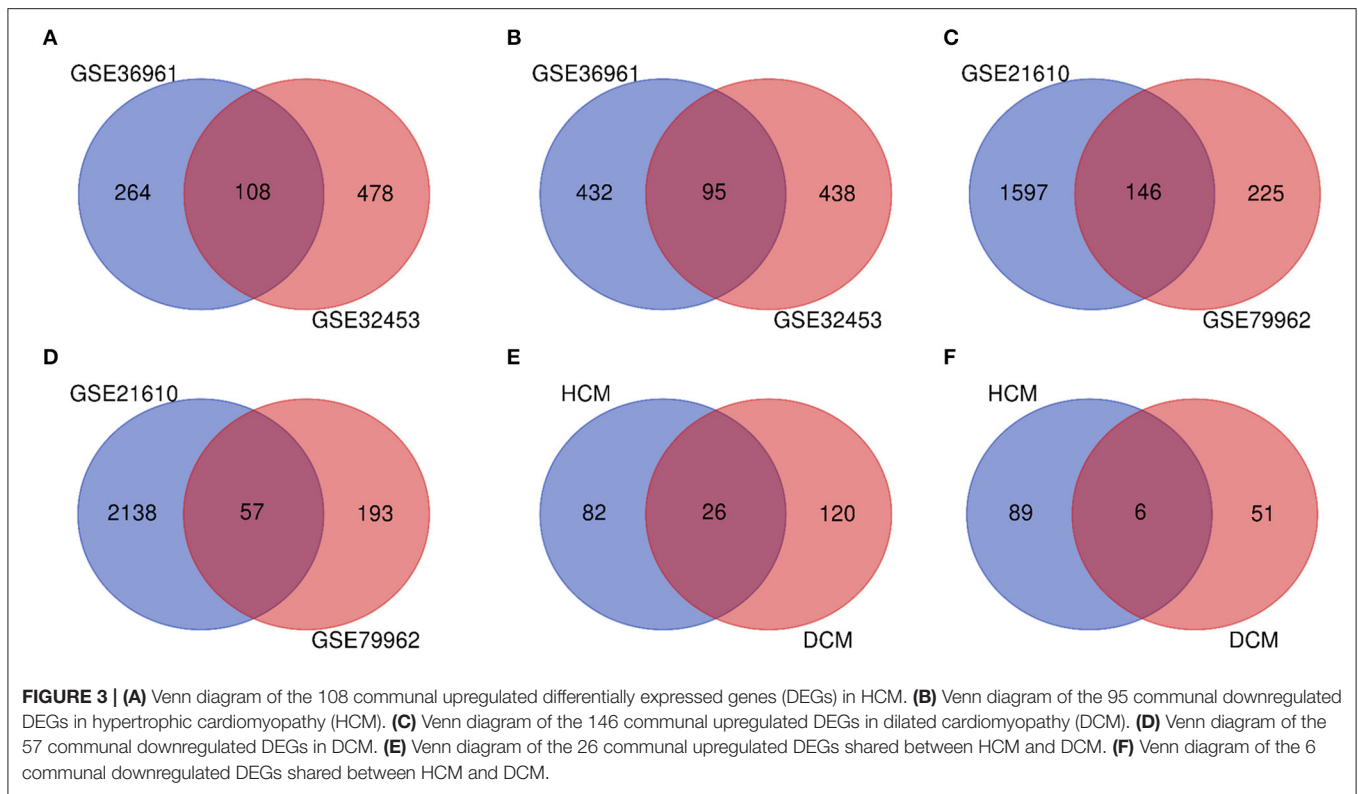 A
B
C
GSE36961
GSE36961
GSE21610
264
108
478
432
95
438
1597
146
225
GSE32453
GSE32453
GSE79962
D
E
F
GSE21610
HCM
HCM
2138
57
193
82
26
120
89
6
51
GSE79962
DCM
DCM
FIGURE 3 | (A) Venn diagram of the 108 communal upregulated differentially expressed genes (DEGs) in HCM. (B) Venn diagram of the 95 communal downregulated
DEGs in hypertrophic cardiomyopathy (HCM). (C) Venn diagram of the 146 communal upregulated DEGs in dilated cardiomyopathy (DCM). (D) Venn diagram of the
57 communal downregulated DEGs in DCM. (E) Venn diagram of the 26 communal upregulated DEGs shared between HCM and DCM. (F) Venn diagram of the 6
communal downregulated DEGs shared between HCM and DCM.